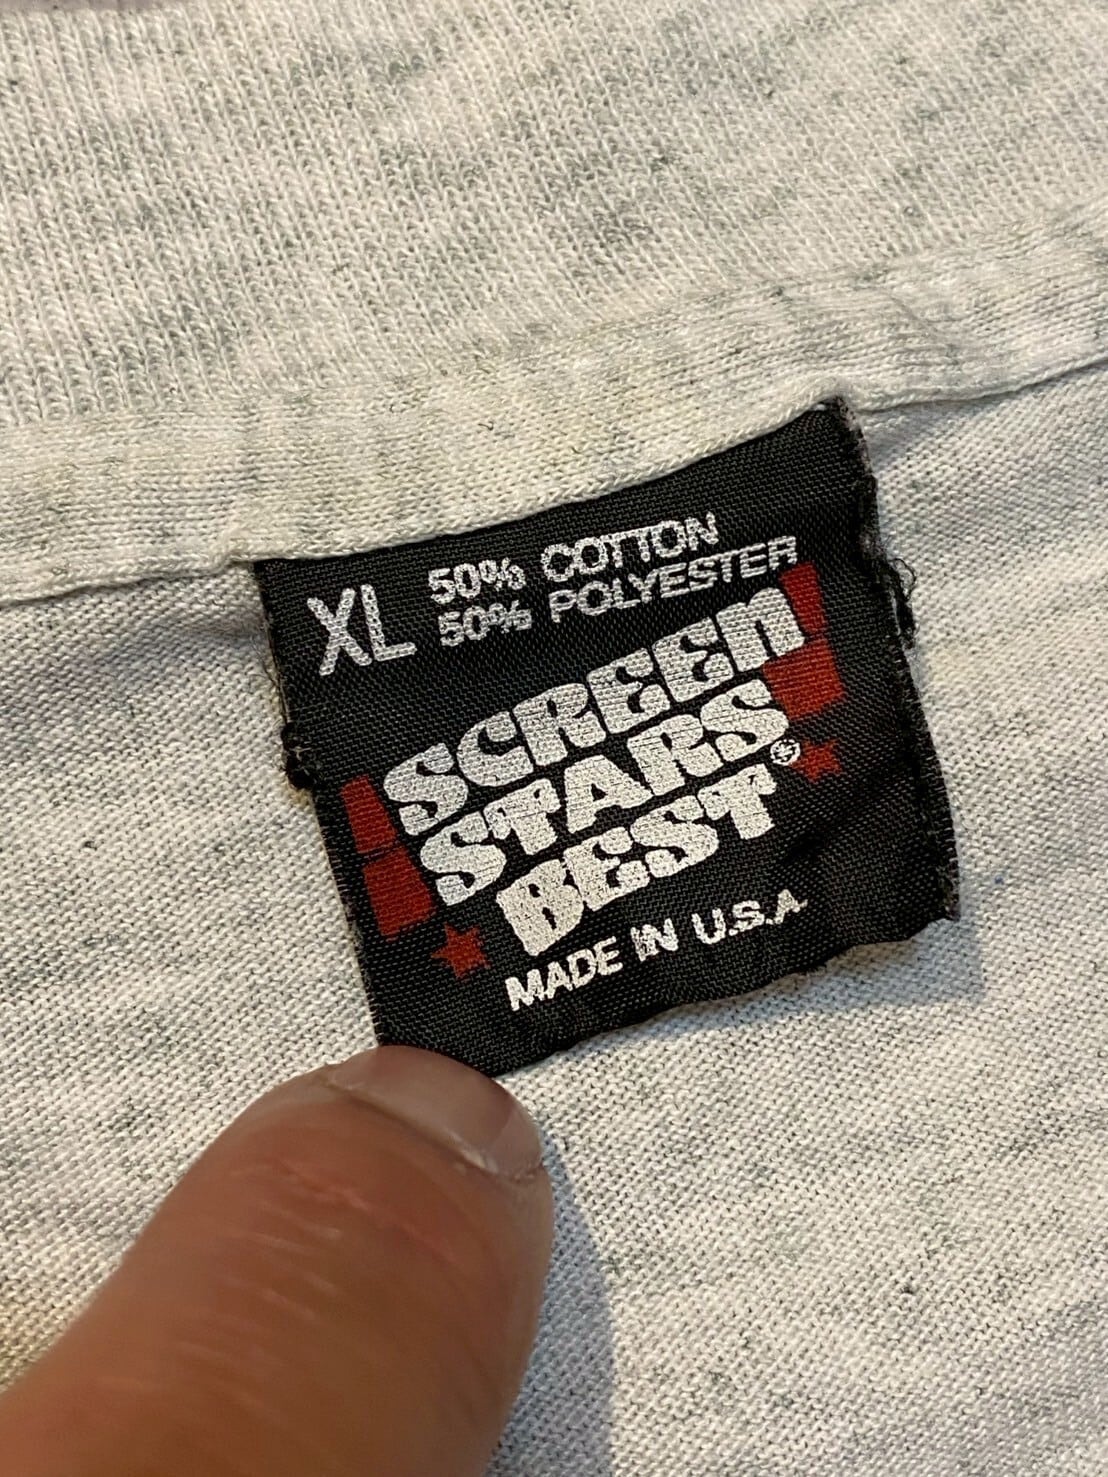 XL
50% COTTON
50% POLYESTER
SCREEN
STARS
BEST®
MADE IN U.S.A.